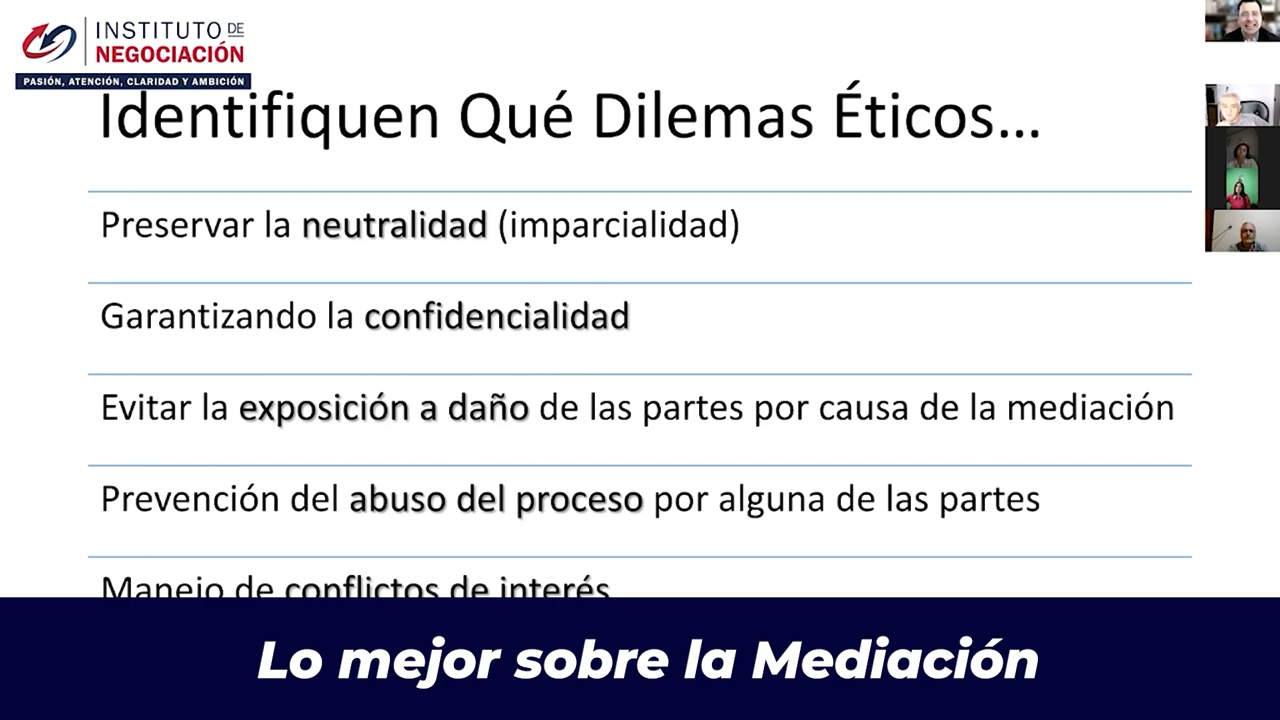 INSTITUTO DE
NEGOCIACIÓN
PASIÓN, ATENCIÓN, CLARIDAD Y AMBICIÓN
Identifiquen Qué Dilemas Éticos...
Preservar la neutralidad (imparcialidad)
Garantizando la confidencialidad
Evitar la exposición a daño de las partes por causa de la mediación
Prevención del abuso del proceso por alguna de las partes
Manejo de conflictos de interés
Lo mejor sobre la Mediación